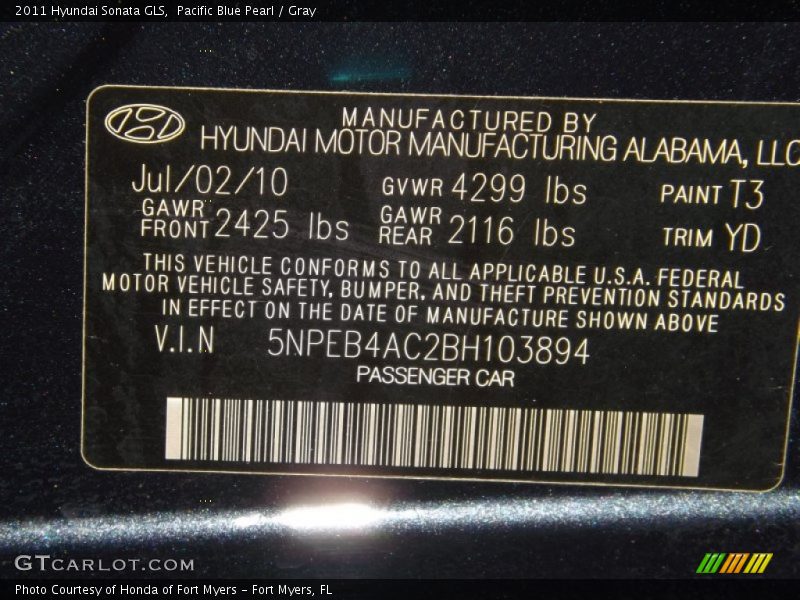 2011 Hyundai Sonata GLS,  Pacific Blue Pearl / Gray
MANUFACTURED BY
HYUNDAI MOTOR MANUFACTURING ALABAMA, LLC
Jul/02/10 GVWR 4299 lbs PAINT T3
GAWR FRONT 2425 lbs GAWR REAR 2116 lbs TRIM YD
THIS VEHICLE CONFORMS TO ALL APPLICABLE U.S.A. FEDERAL
MOTOR VEHICLE SAFETY, BUMPER, AND THEFT PREVENTION STANDARDS
IN EFFECT ON THE DATE OF MANUFACTURE SHOWN ABOVE
V.I.N 5NPEB4AC2BH103894
PASSENGER CAR
GTCARLOT.COM
Photo Courtesy of Honda of Fort Myers - Fort Myers, FL